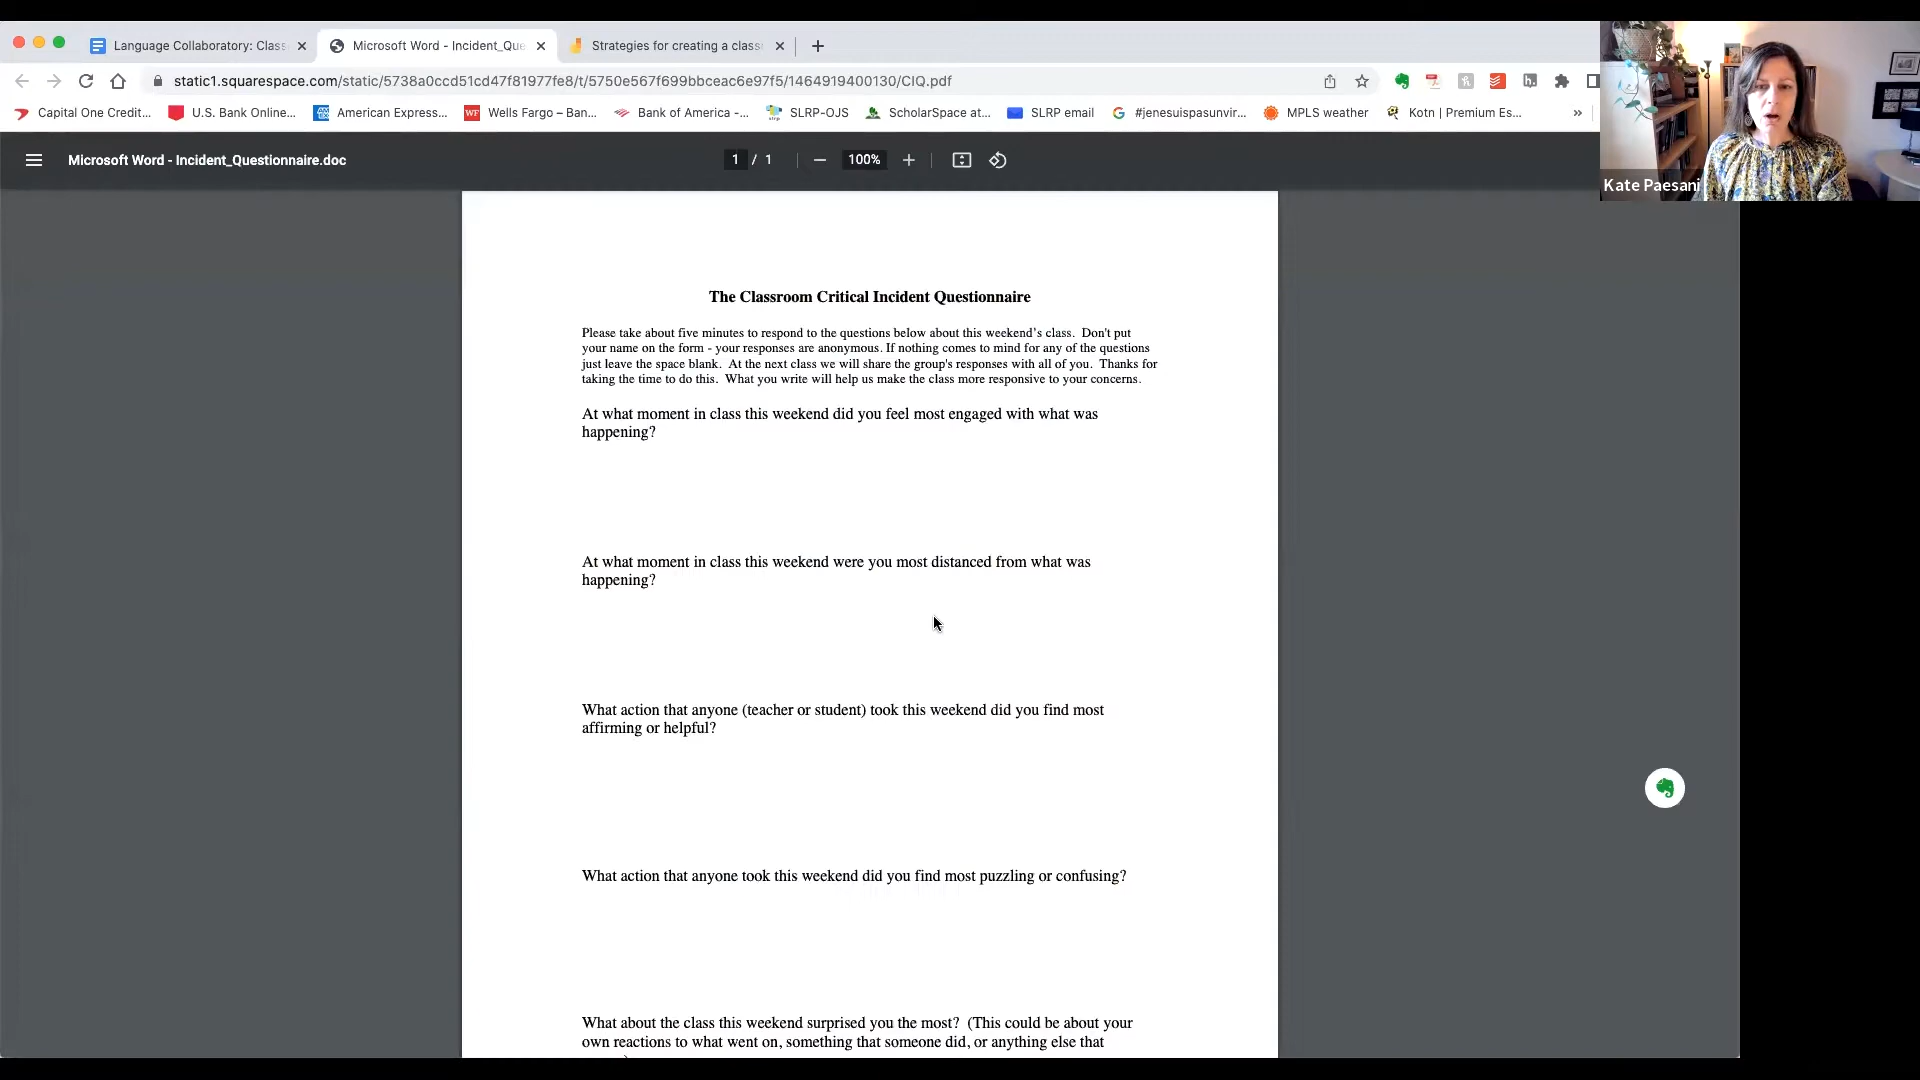 Language Collaboratory: Class
Microsoft Word - Incident_Que
Strategies for creating a class
static1.squarespace.com/static/5738a0ccd51cd47f81977fe8/t/5750e567f699bbceac6e97f5/1464919400130/CIQ.pdf
Capital One Credit...
U.S. Bank Online...
American Express...
WF
Wells Fargo – Ban...
Bank of America -...
SLRP-OJS
ScholarSpace at...
SLRP email
#jenesuispasunvir...
MPLS weather
Kotn | Premium Es...
»
Kate Paesani
Microsoft Word - Incident_Questionnaire.doc
1 / 1
100%
The Classroom Critical Incident Questionnaire
Please take about five minutes to respond to the questions below about this weekend's class. Don't put
your name on the form - your responses are anonymous. If nothing comes to mind for any of the questions
just leave the space blank. At the next class we will share the group's responses with all of you. Thanks for
taking the time to do this. What you write will help us make the class more responsive to your concerns.
At what moment in class this weekend did you feel most engaged with what was
happening?
At what moment in class this weekend were you most distanced from what was
happening?
What action that anyone (teacher or student) took this weekend did you find most
affirming or helpful?
What action that anyone took this weekend did you find most puzzling or confusing?
What about the class this weekend surprised you the most? (This could be about your
own reactions to what went on, something that someone did, or anything else that